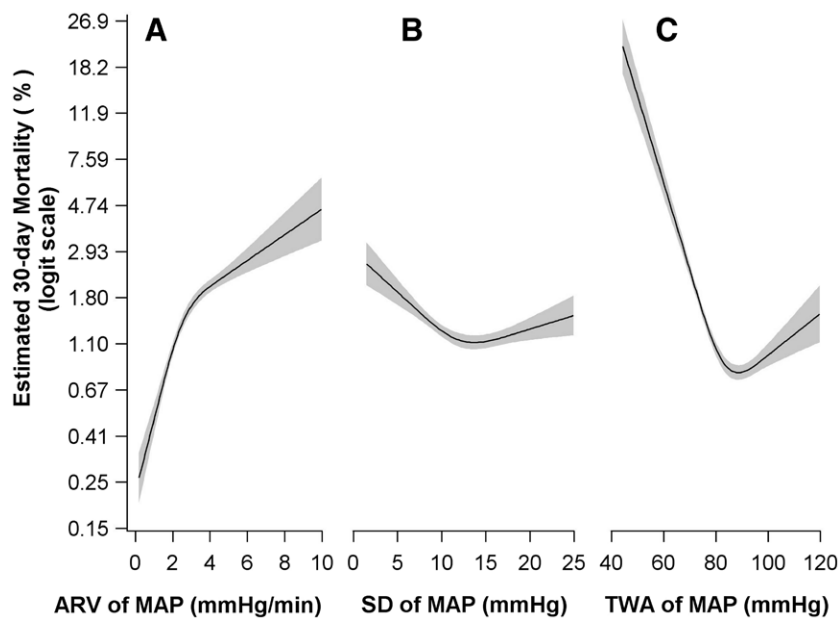 A B C
Estimated 30-day Mortality ( % )
(logit scale)
26.9
18.2
11.9
7.59
4.74
2.93
1.80
1.10
0.67
0.41
0.25
0.15
0 2 4 6 8 10
0 5 10 15 20 25
40 60 80 100 120
ARV of MAP (mmHg/min)
SD of MAP (mmHg)
TWA of MAP (mmHg)